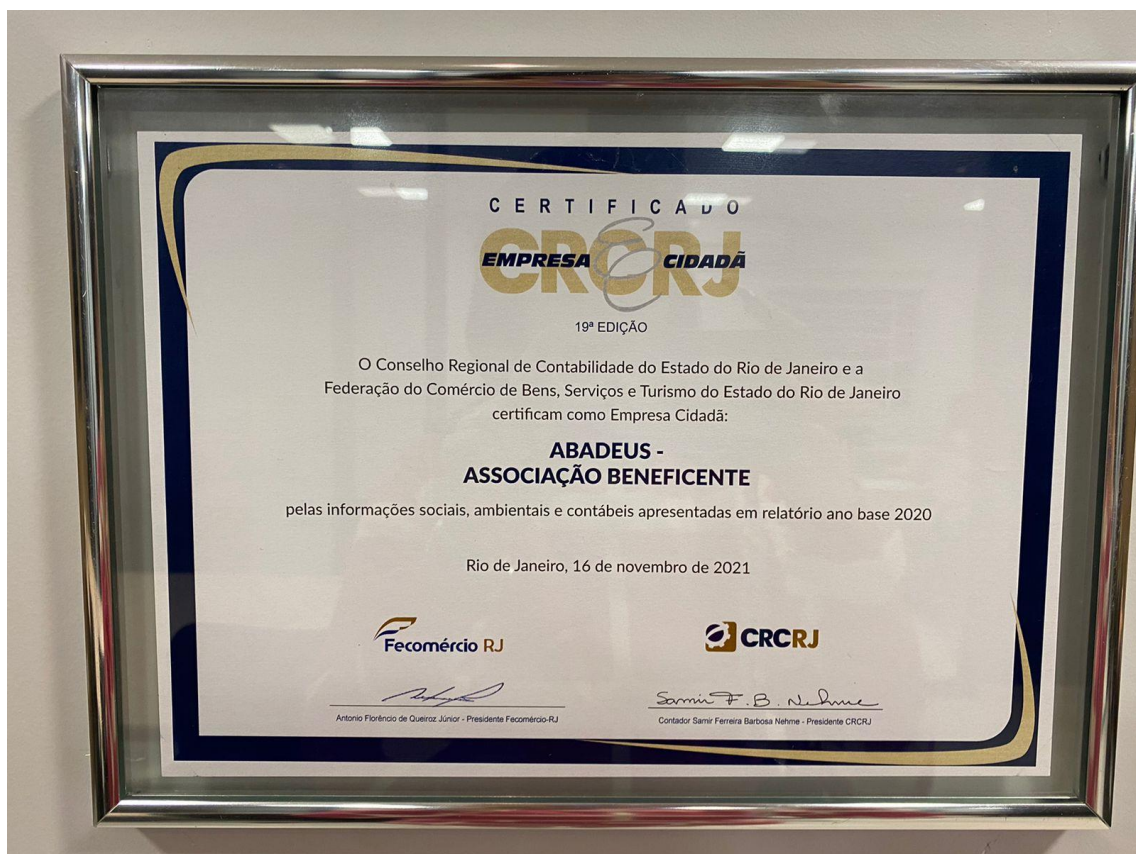 CERTIFICADO
CRCRJ
EMPRESA CIDADÃ
19ª EDIÇÃO
O Conselho Regional de Contabilidade do Estado do Rio de Janeiro e a
Federação do Comércio de Bens, Serviços e Turismo do Estado do Rio de Janeiro
certificam como Empresa Cidadã:
ABADEUS -
ASSOCIAÇÃO BENEFICENTE
pelas informações sociais, ambientais e contábeis apresentadas em relatório ano base 2020
Rio de Janeiro, 16 de novembro de 2021
Fecomércio RJ
CRCRJ
Samir F. B. Nehme
Antonio Florêncio de Queiroz Júnior - Presidente Fecomércio-RJ
Contador Samir Ferreira Barbosa Nehme - Presidente CRCRJ